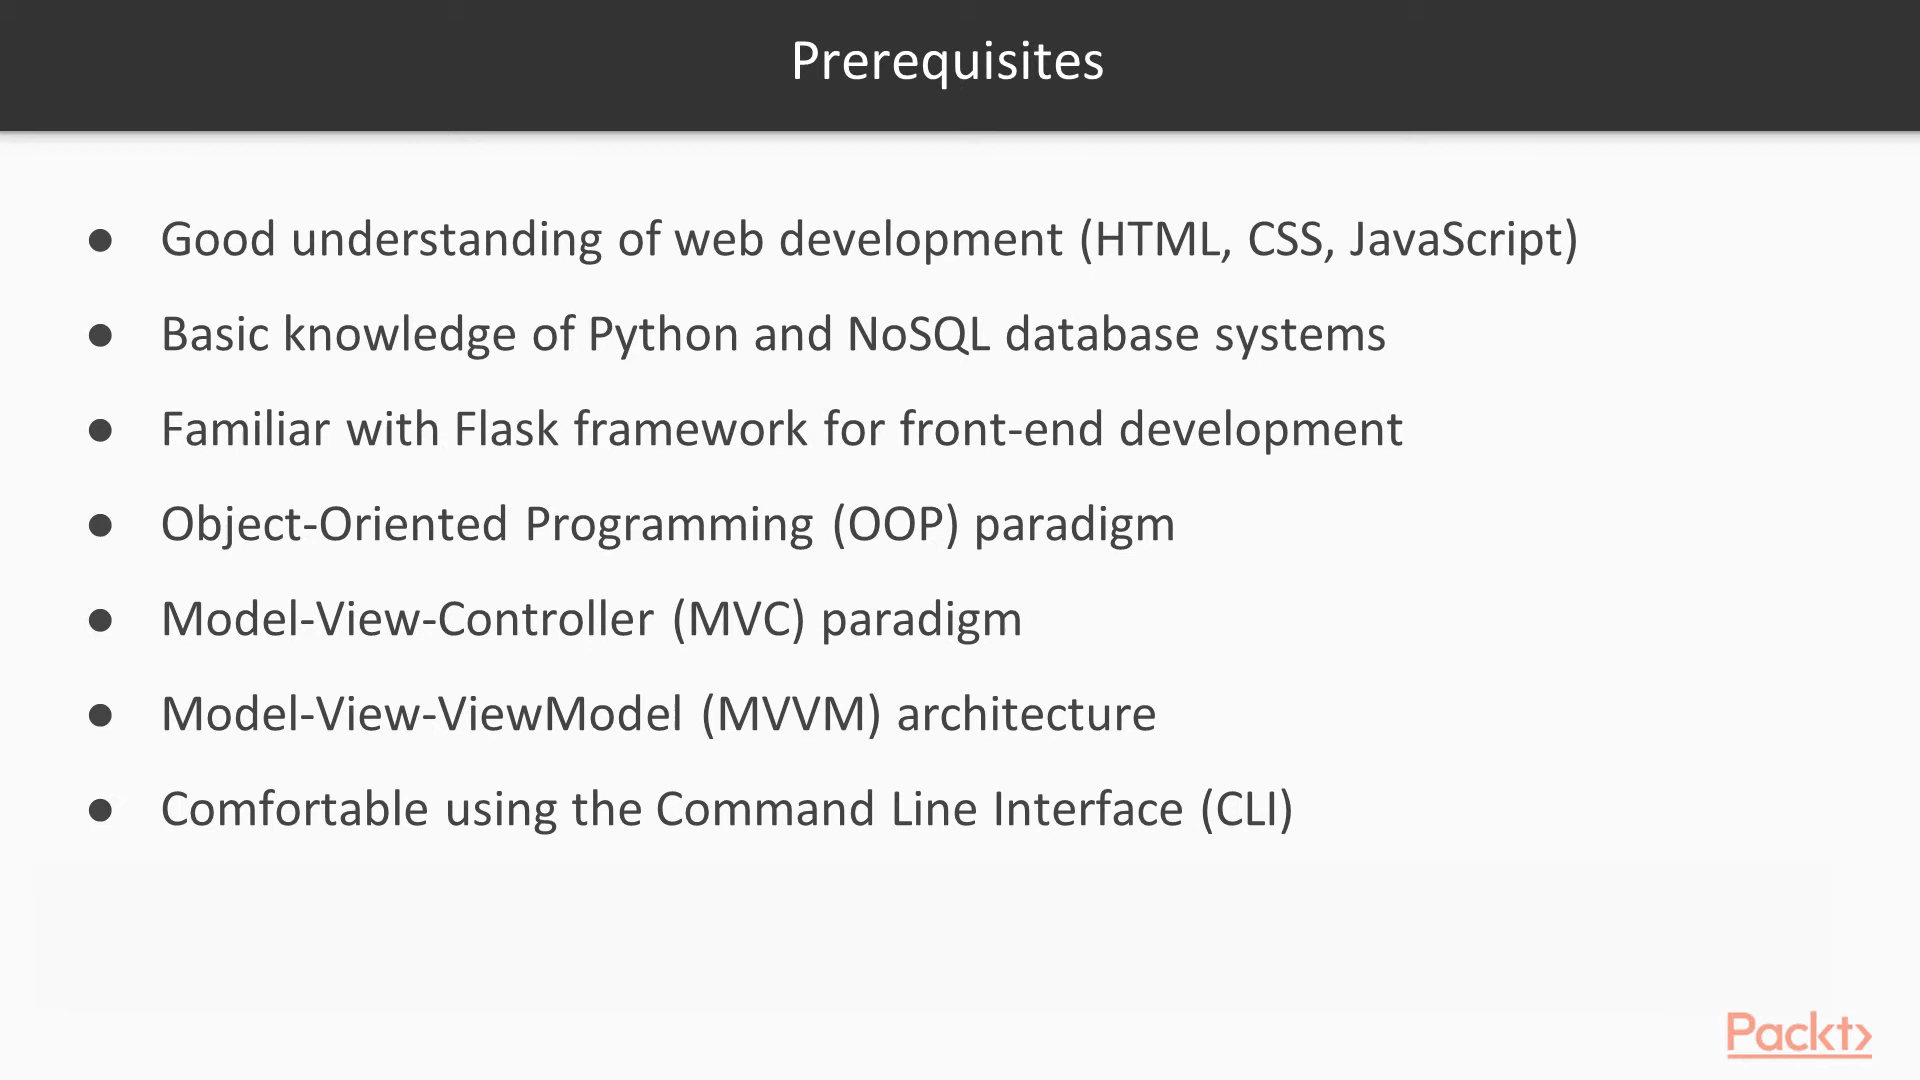 Prerequisites
● Good understanding of web development (HTML, CSS, JavaScript)
● Basic knowledge of Python and NoSQL database systems
● Familiar with Flask framework for front-end development
● Object-Oriented Programming (OOP) paradigm
● Model-View-Controller (MVC) paradigm
● Model-View-ViewModel (MVVM) architecture
● Comfortable using the Command Line Interface (CLI)
Packt>